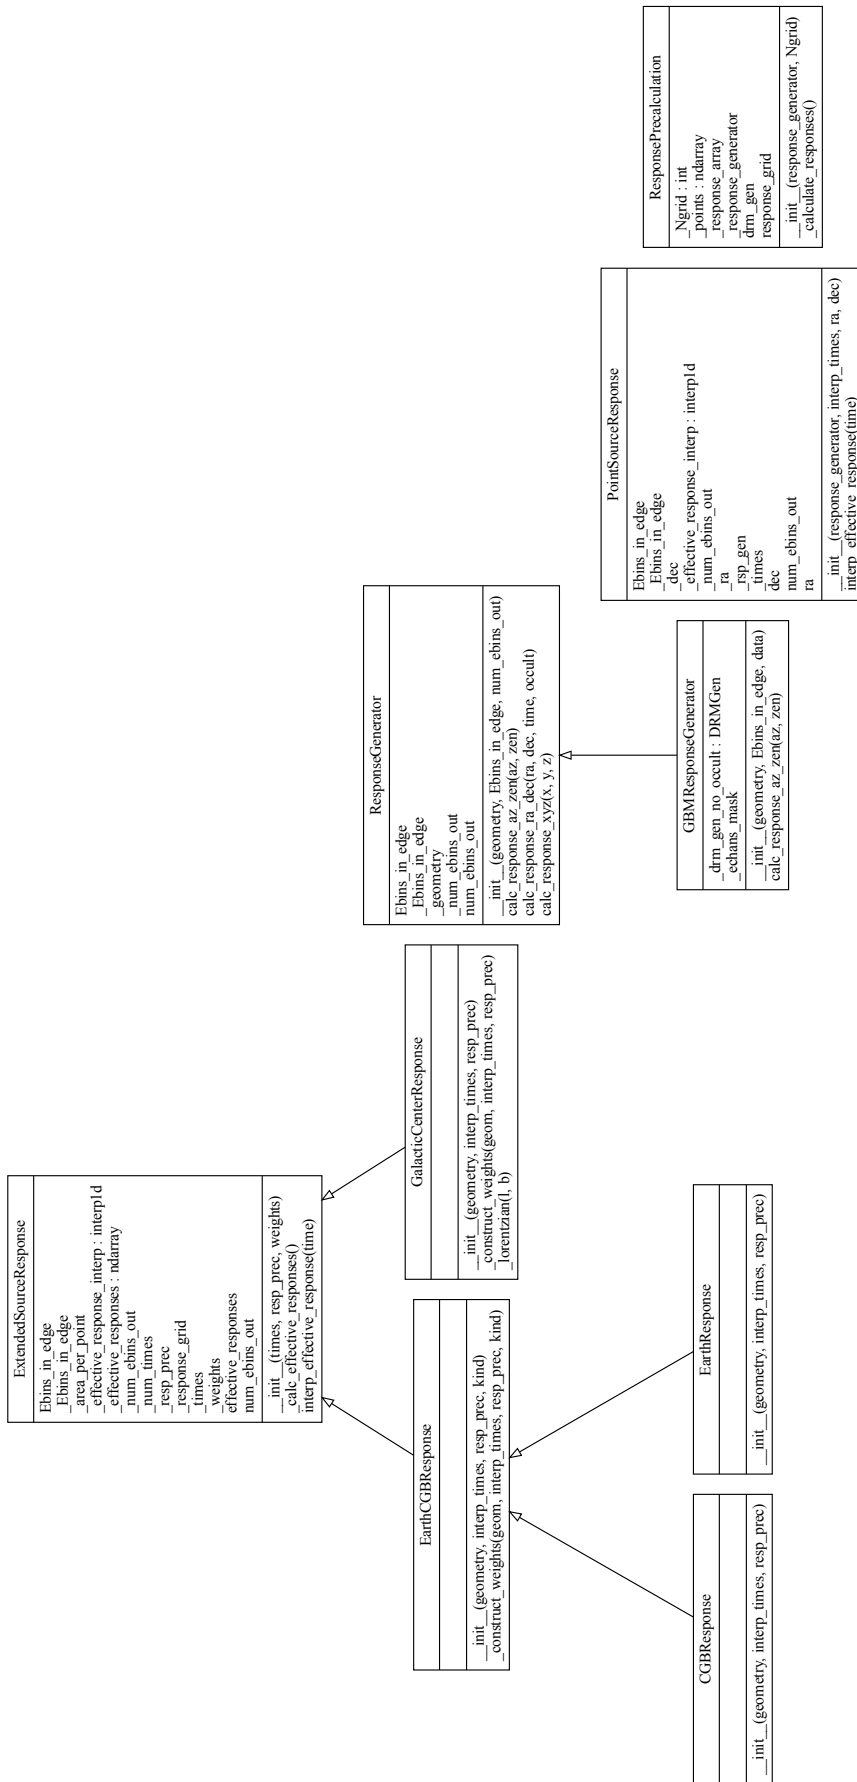 ExtendedSourceResponse
Ebins_in_edge
_Ebins_in_edge
_area_per_point
_effective_response_interp : interp1d
_effective_responses : ndarray
_num_ebins_out
_num_times
_resp_prec
_response_grid
_times
_weights
effective_responses
num_ebins_out
__init__(times, resp_prec, weights)
_calc_effective_responses()
interp_effective_response(time)
EarthCGBResponse
__init__(geometry, interp_times, resp_prec, kind)
_construct_weights(geom, interp_times, resp_prec, kind)
GalacticCenterResponse
__init__(geometry, interp_times, resp_prec)
_construct_weights(geom, interp_times, resp_prec)
_lorentzian(l, b)
ResponseGenerator
Ebins_in_edge
_Ebins_in_edge
_geometry
_num_ebins_out
num_ebins_out
__init__(geometry, Ebins_in_edge, num_ebins_out)
calc_response_az_zen(az, zen)
calc_response_ra_dec(ra, dec, time, occult)
calc_response_xyz(x, y, z)
CGBResponse
__init__(geometry, interp_times, resp_prec)
EarthResponse
__init__(geometry, interp_times, resp_prec)
GBMResponseGenerator
_drm_gen_no_occult : DRMGen
_echans_mask
__init__(geometry, Ebins_in_edge, data)
calc_response_az_zen(az, zen)
PointSourceResponse
Ebins_in_edge
_Ebins_in_edge
_dec
_effective_response_interp : interp1d
_num_ebins_out
_ra
_rsp_gen
_times
dec
num_ebins_out
ra
__init__(response_generator, interp_times, ra, dec)
interp_effective_response(time)
ResponsePrecalculation
_Ngrid : int
_points : ndarray
_response_array
_response_generator
drm_gen
response_grid
__init__(response_generator, Ngrid)
_calculate_responses()